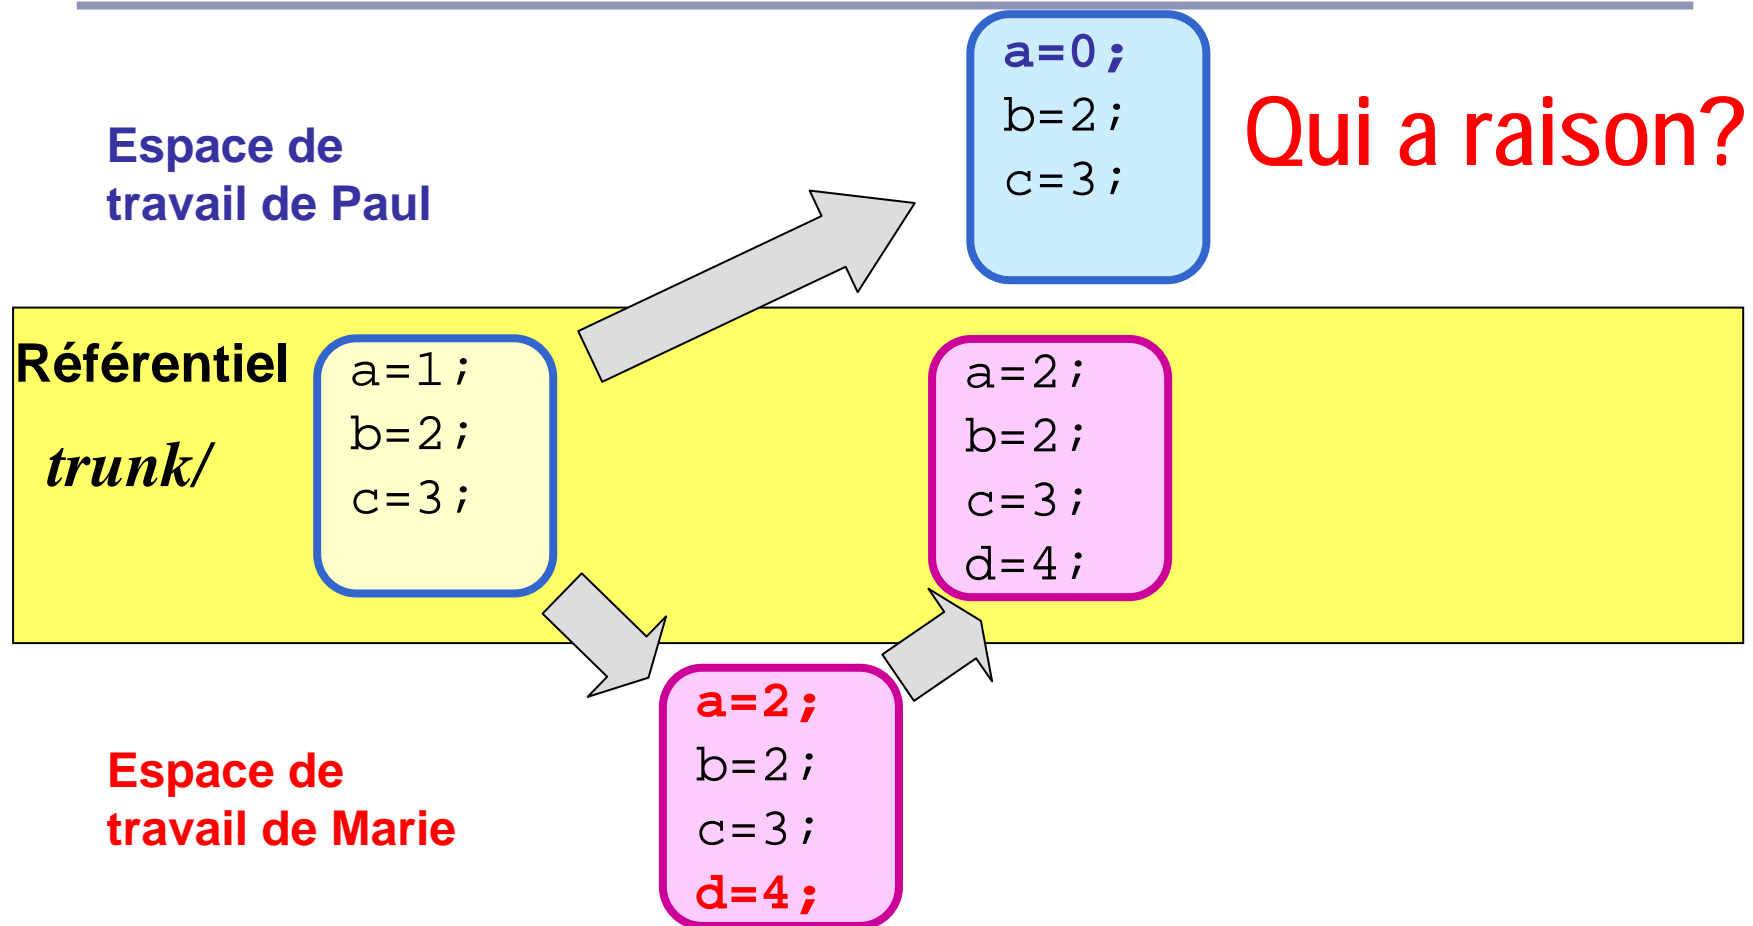 a=0;
b=2;
c=3;
Qui a raison?
Espace de
travail de Paul
Référentiel
trunk/
a=1;
b=2;
c=3;
a=2;
b=2;
c=3;
d=4;
Espace de
travail de Marie
a=2;
b=2;
c=3;
d=4;